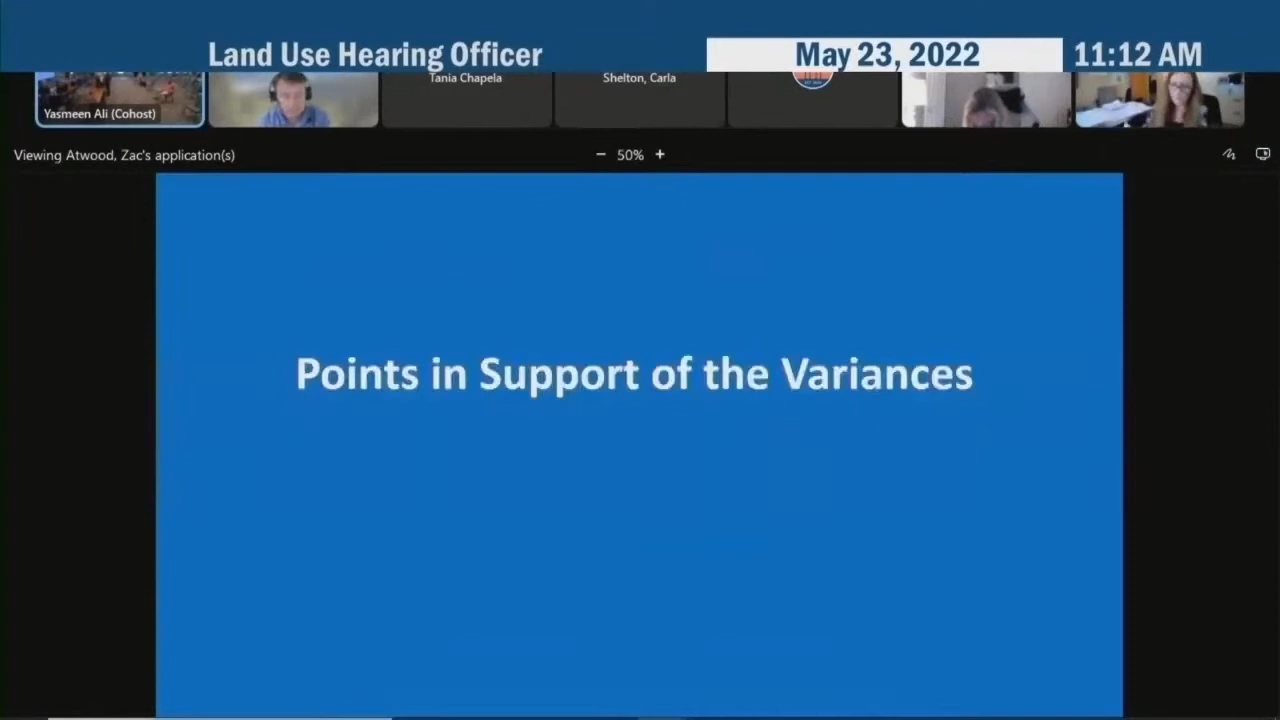 Land Use Hearing Officer
May 23, 2022
11:12 AM
Yasmeen Ali (Cohost)
Tania Chapela
Shelton, Carla
Viewing Atwood, Zac's application(s)
− 50% +
Points in Support of the Variances